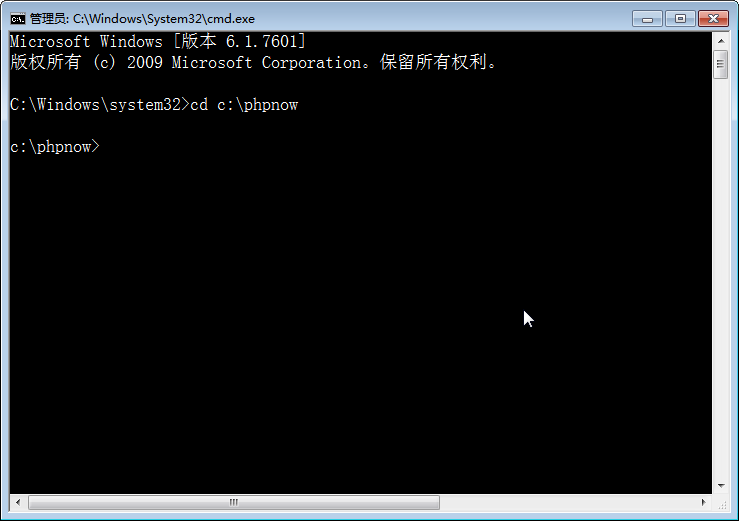 管理员: C:\Windows\System32\cmd.exe
Microsoft Windows [版本 6.1.7601]
版权所有 (c) 2009 Microsoft Corporation。保留所有权利。
C:\Windows\system32>cd c:\phpnow
c:\phpnow>